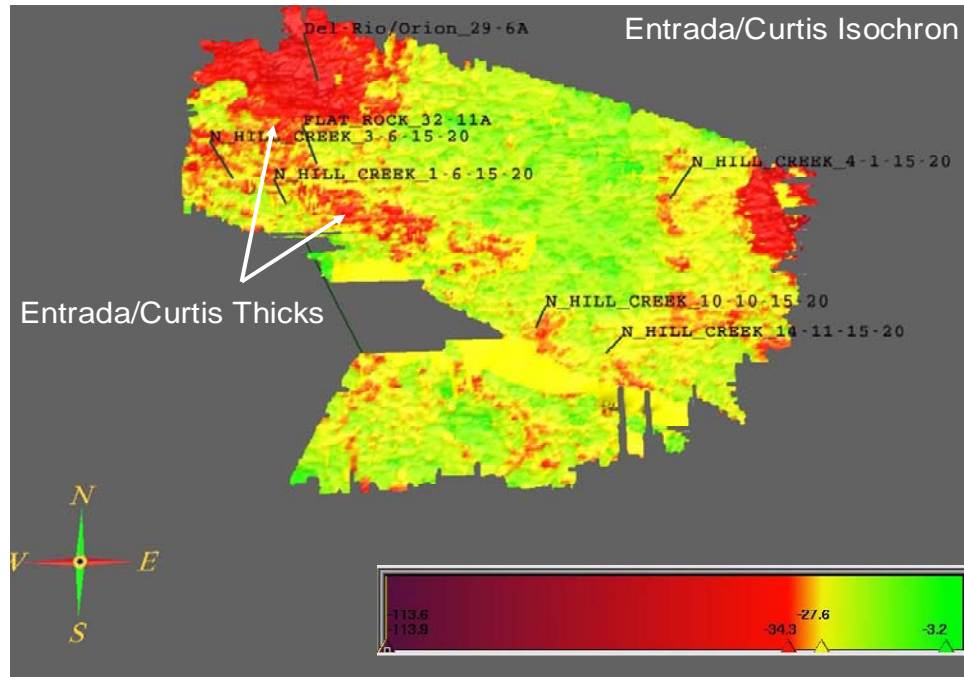 Entrada/Curtis Isochron
Del-Rio/Orion_29-6A
FLAT_ROCK_32-11A
N_HILL_CREEK_3-6-15-20
N_HILL_CREEK_4-1-15-20
N_HILL_CREEK_1-6-15-20
Entrada/Curtis Thicks
N_HILL_CREEK_10-10-15-20
N_HILL_CREEK_14-11-15-20
N
W E
S
-113.6 -27.6
-113.9 -34.3 -3.2